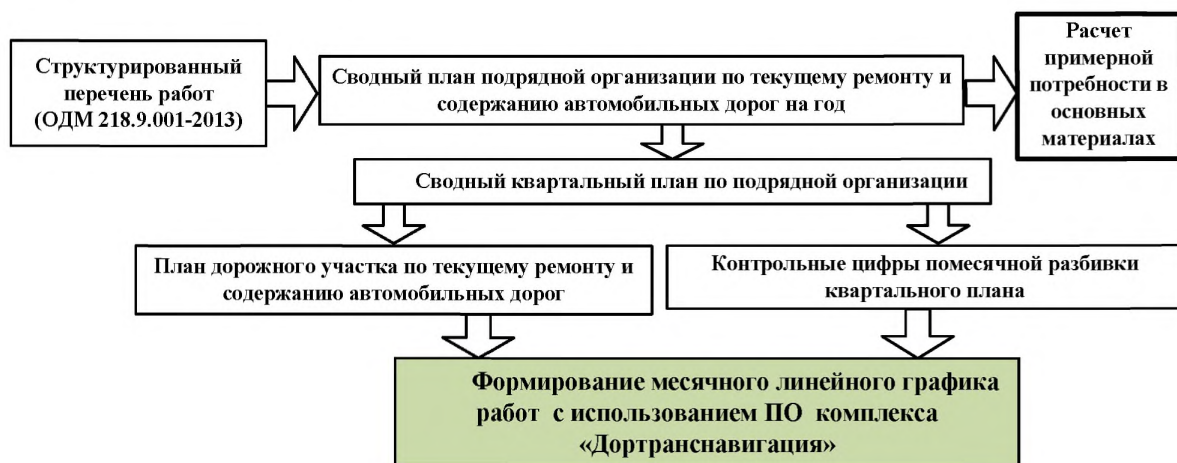 Структурированный
перечень работ
(ОДМ 218.9.001-2013)
Сводный план подрядной организации по текущему ремонту и
содержанию автомобильных дорог на год
Расчет
примерной
потребности в
основных
материалах
Сводный квартальный план по подрядной организации
План дорожного участка по текущему ремонту и
содержанию автомобильных дорог
Контрольные цифры помесячной разбивки
квартального плана
Формирование месячного линейного графика
работ с использованием ПО комплекса
«Дортранснавигация»